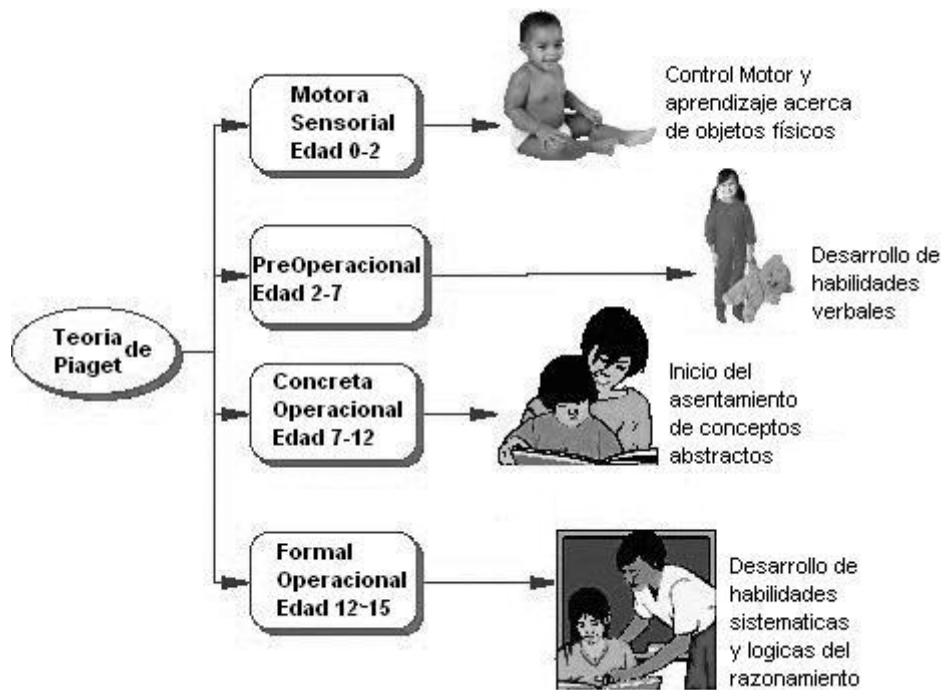 Teoria de
Piaget
Motora
Sensorial
Edad 0-2
Control Motor y
aprendizaje acerca
de objetos físicos
PreOperacional
Edad 2-7
Desarrollo de
habilidades
verbales
Concreta
Operacional
Edad 7-12
Inicio del
asentamiento
de conceptos
abstractos
Formal
Operacional
Edad 12~15
Desarrollo de
habilidades
sistematicas
y logicas del
razonamiento